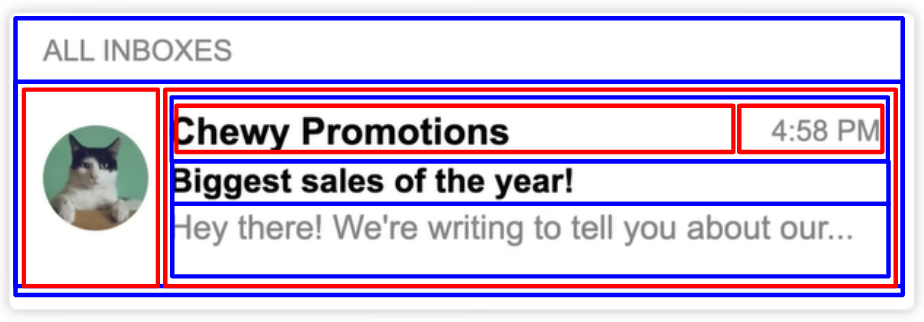 ALL INBOXES
Chewy Promotions 4:58 PM
Biggest sales of the year!
Hey there! We're writing to tell you about our...